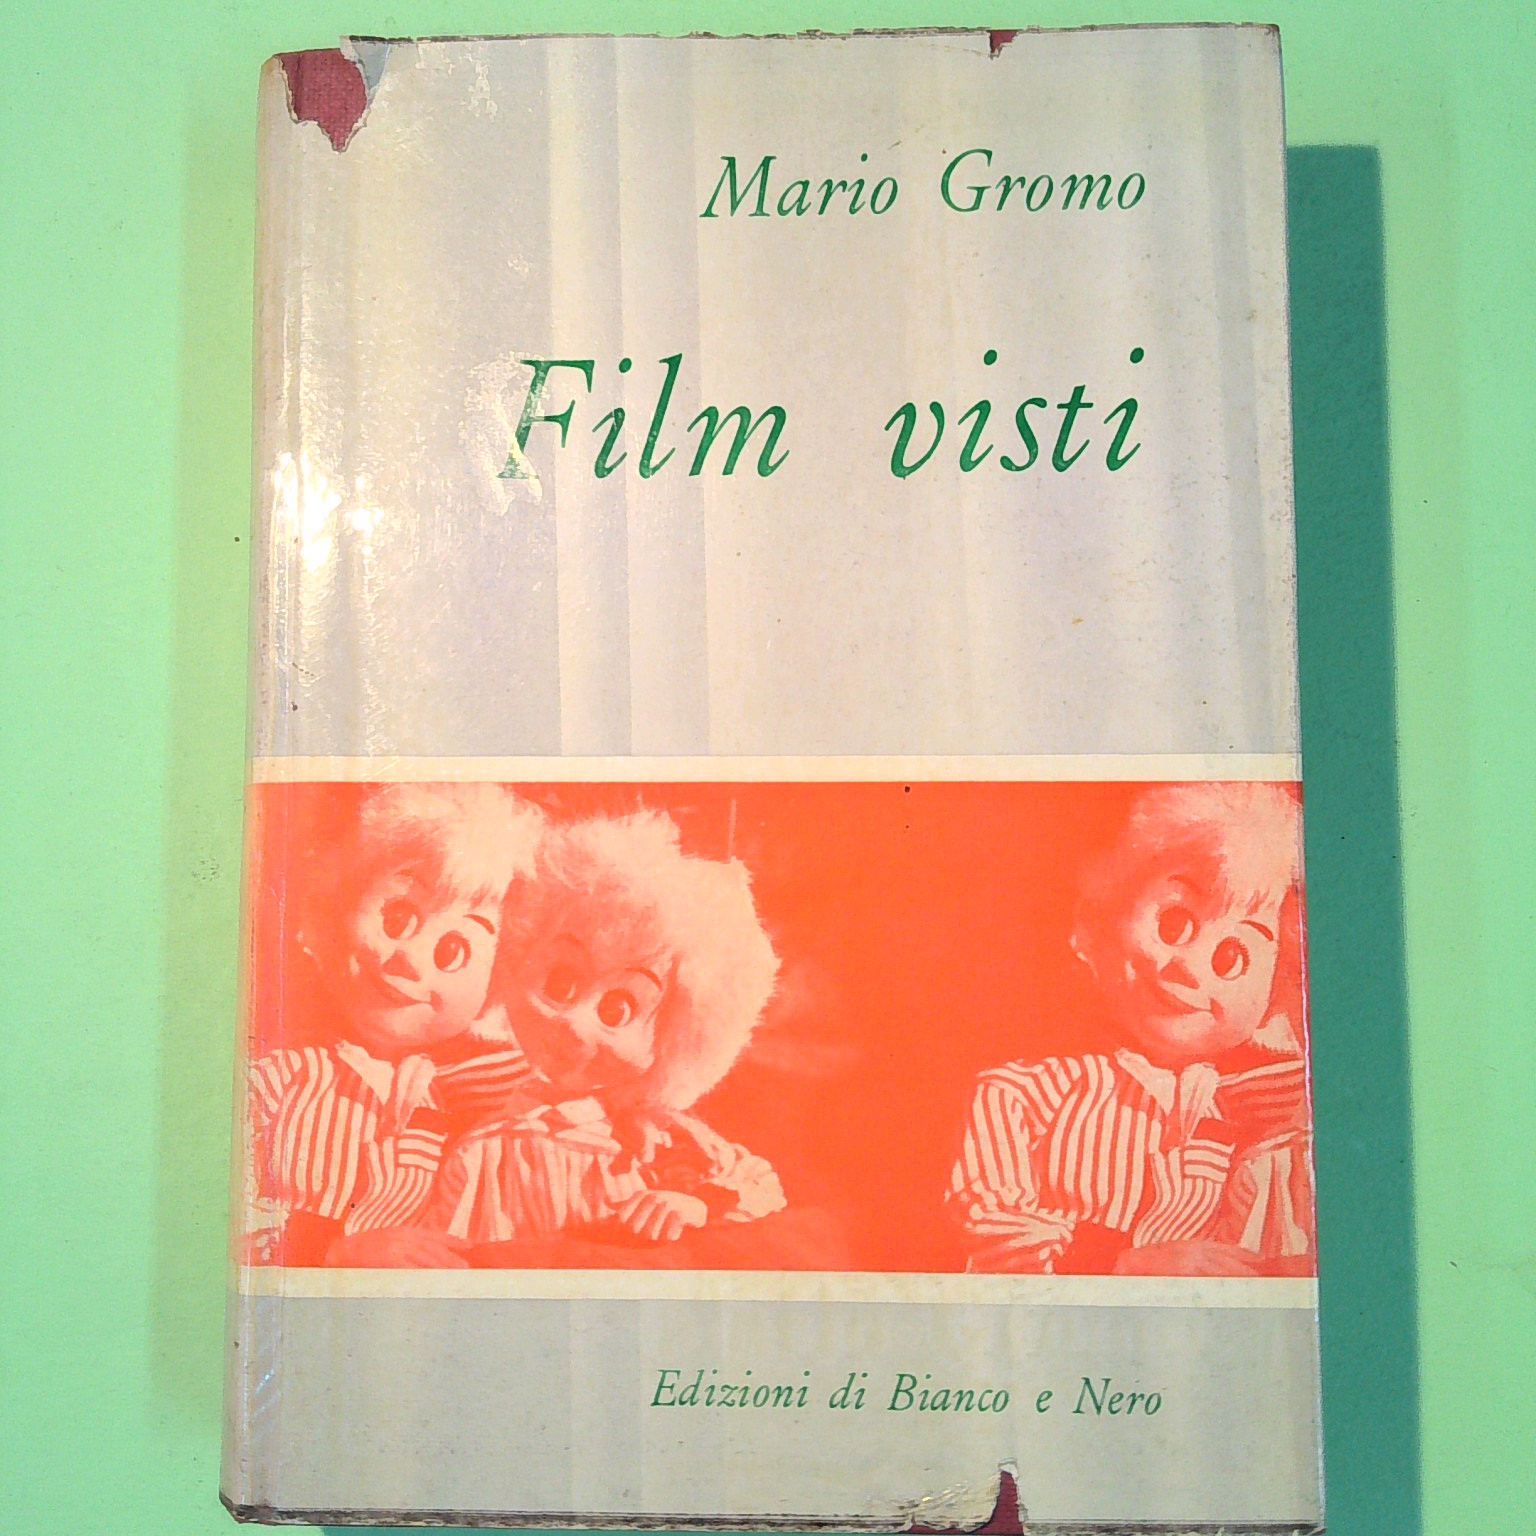 Mario Gromo
Film visti
Edizioni di Bianco e Nero